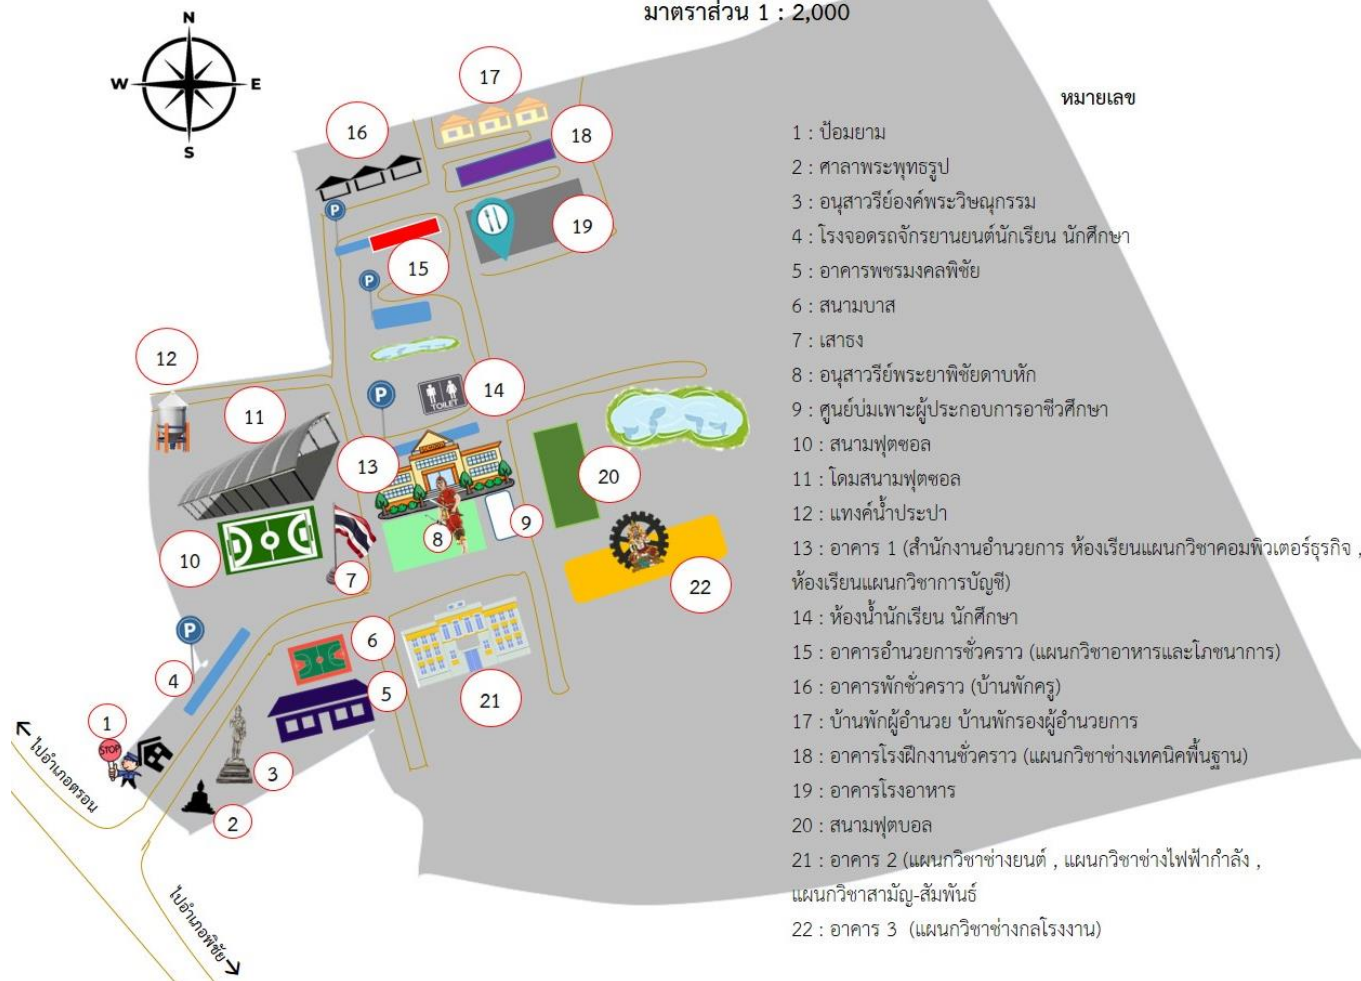 มาตราส่วน 1 : 2,000
N
W
E
S
หมายเลข
1 : ป้อมยาม
2 : ศาลาพระพุทธรูป
3 : อนุสาวรีย์องค์พระวิษณุกรรม
4 : โรงจอดรถจักรยานยนต์นักเรียน นักศึกษา
5 : อาคารพชรมงคลพิชัย
6 : สนามบาส
7 : เสาธง
8 : อนุสาวรีย์พระยาพิชัยดาบหัก
9 : ศูนย์บ่มเพาะผู้ประกอบการอาชีวศึกษา
10 : สนามฟุตซอล
11 : โดมสนามฟุตซอล
12 : แทงค์น้ำประปา
13 : อาคาร 1 (สำนักงานอำนวยการ ห้องเรียนแผนกวิชาคอมพิวเตอร์ธุรกิจ ,
ห้องเรียนแผนกวิชาการบัญชี)
14 : ห้องน้ำนักเรียน นักศึกษา
15 : อาคารอำนวยการชั่วคราว (แผนกวิชาอาหารและโภชนาการ)
16 : อาคารพักชั่วคราว (บ้านพักครู)
17 : บ้านพักผู้อำนวย บ้านพักรองผู้อำนวยการ
18 : อาคารโรงฝึกงานชั่วคราว (แผนกวิชาช่างเทคนิคพื้นฐาน)
19 : อาคารโรงอาหาร
20 : สนามฟุตบอล
21 : อาคาร 2 (แผนกวิชาช่างยนต์ , แผนกวิชาช่างไฟฟ้ากำลัง ,
แผนกวิชาสามัญ-สัมพันธ์
22 : อาคาร 3 (แผนกวิชาช่างกลโรงงาน)
17
16
18
P
19
15
P
12
14
TOILET
P
11
13
20
9
8
10
7
22
P
6
4
5
21
1
STOP
3
2
ไปอำเภอตรอน
ไปอำเภอพิชัย